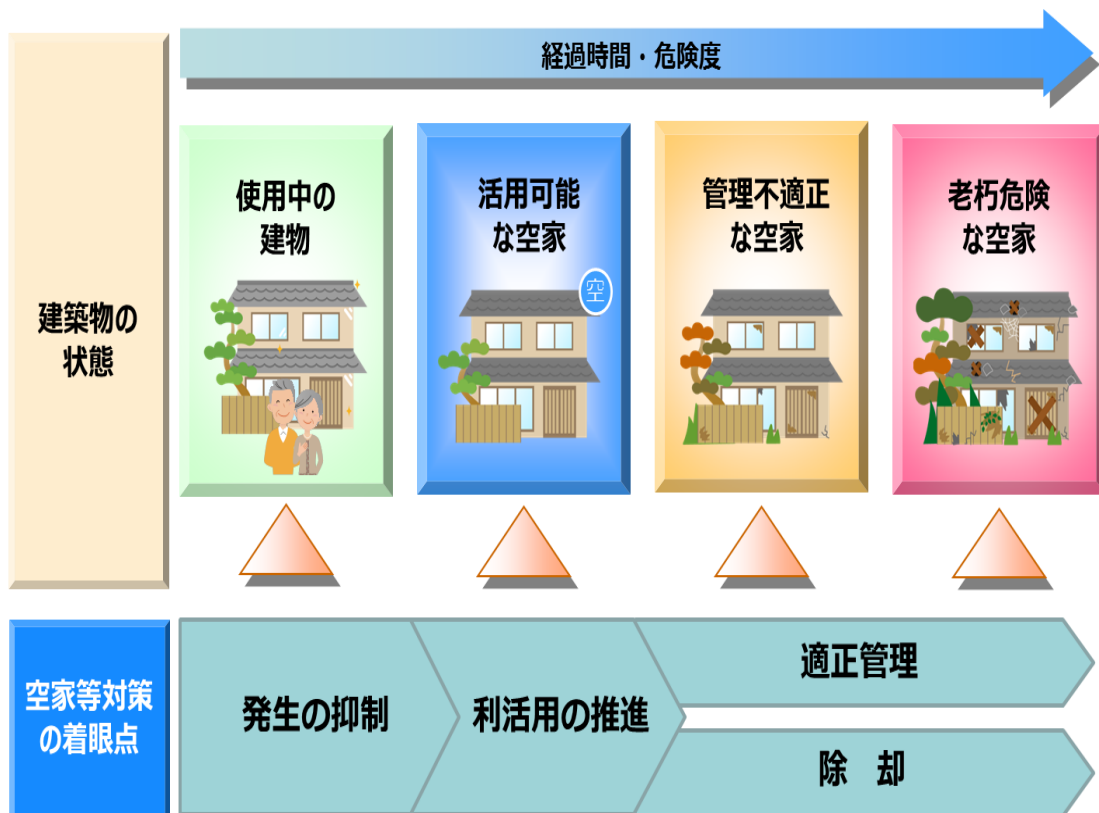 経過時間・危険度
建築物の
状態
使用中の
建物
活用可能
な空家
空
管理不適正
な空家
老朽危険
な空家
空家等対策
の着眼点
発生の抑制
利活用の推進
適正管理
除　却